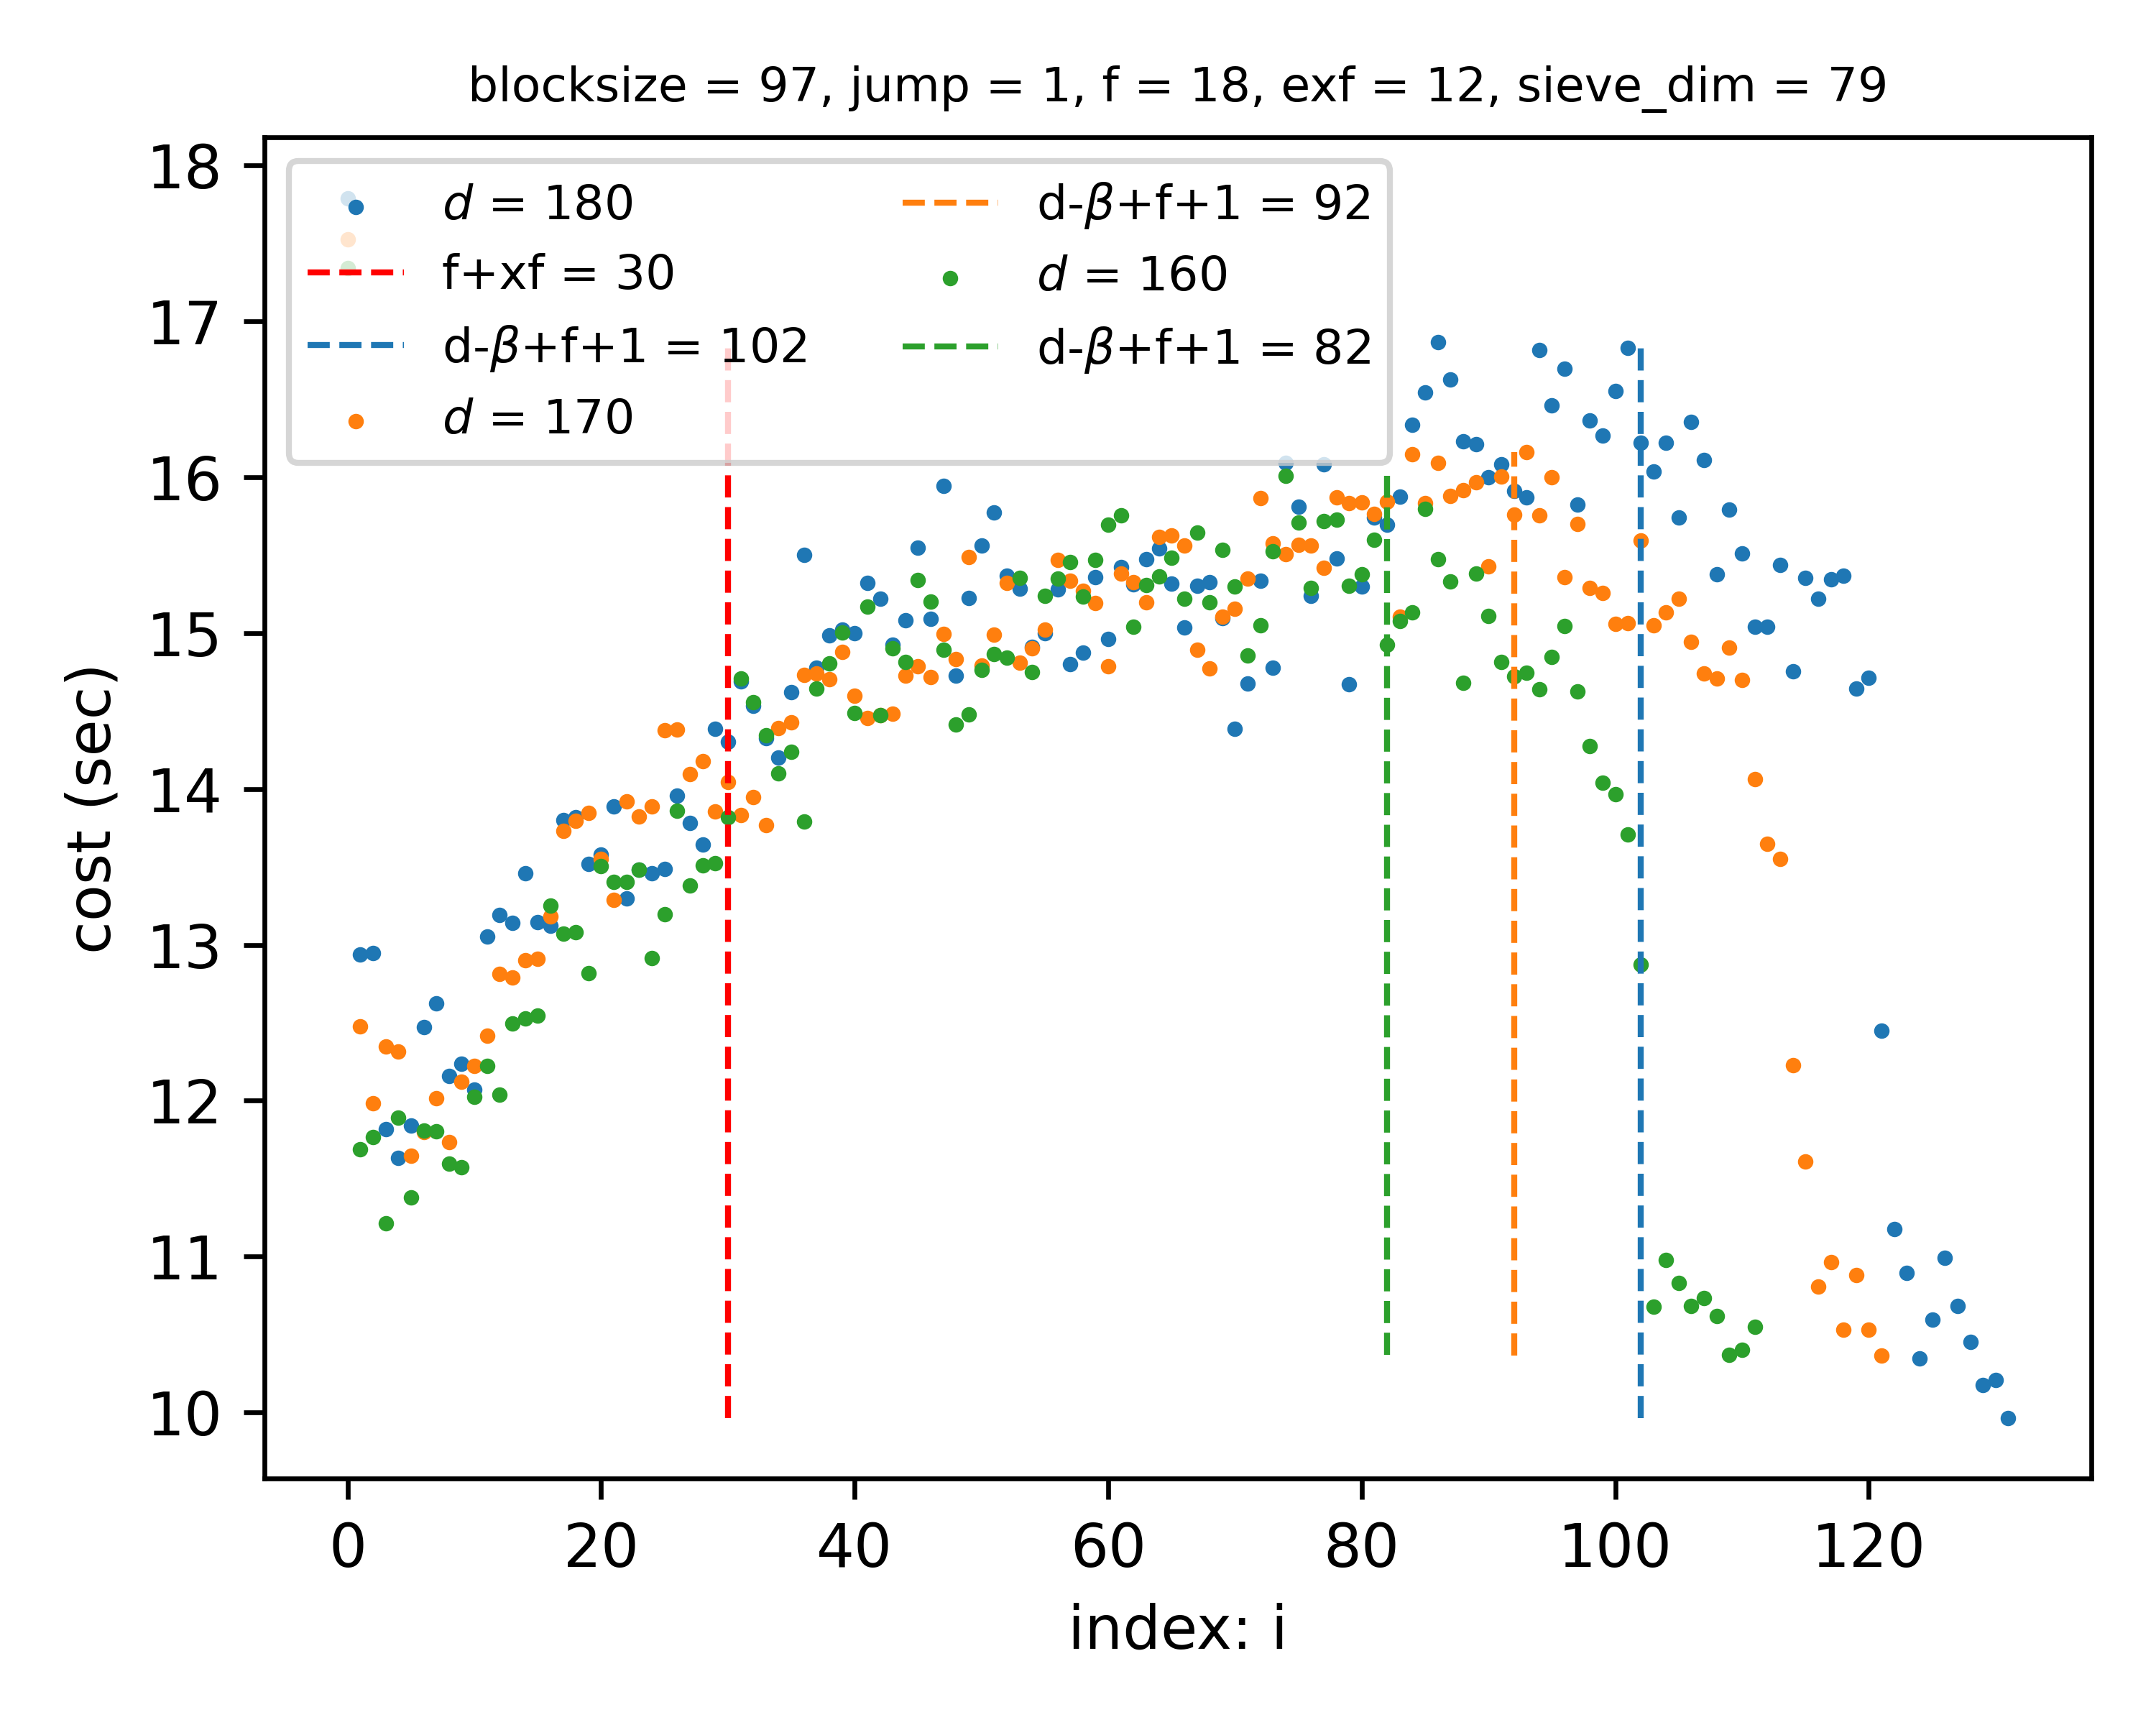 blocksize = 97, jump = 1, f = 18, exf = 12, sieve_dim = 79
d = 180
f+xf = 30
d-β+f+1 = 102
d = 170
d-β+f+1 = 92
d = 160
d-β+f+1 = 82
18
17
16
15
14
13
12
11
10
cost (sec)
0 20 40 60 80 100 120
index: i